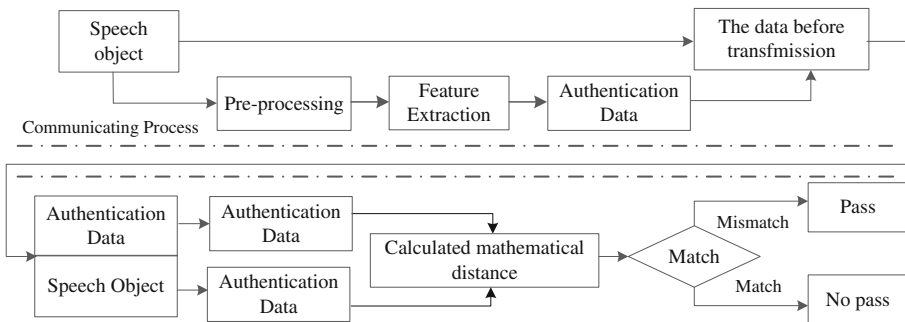 Speech
object
The data before
transfmission
Pre-processing
Feature
Extraction
Authentication
Data
Communicating Process
Authentication
Data
Speech Object
Authentication
Data
Authentication
Data
Calculated mathematical
distance
Match
Mismatch
Match
Pass
No pass